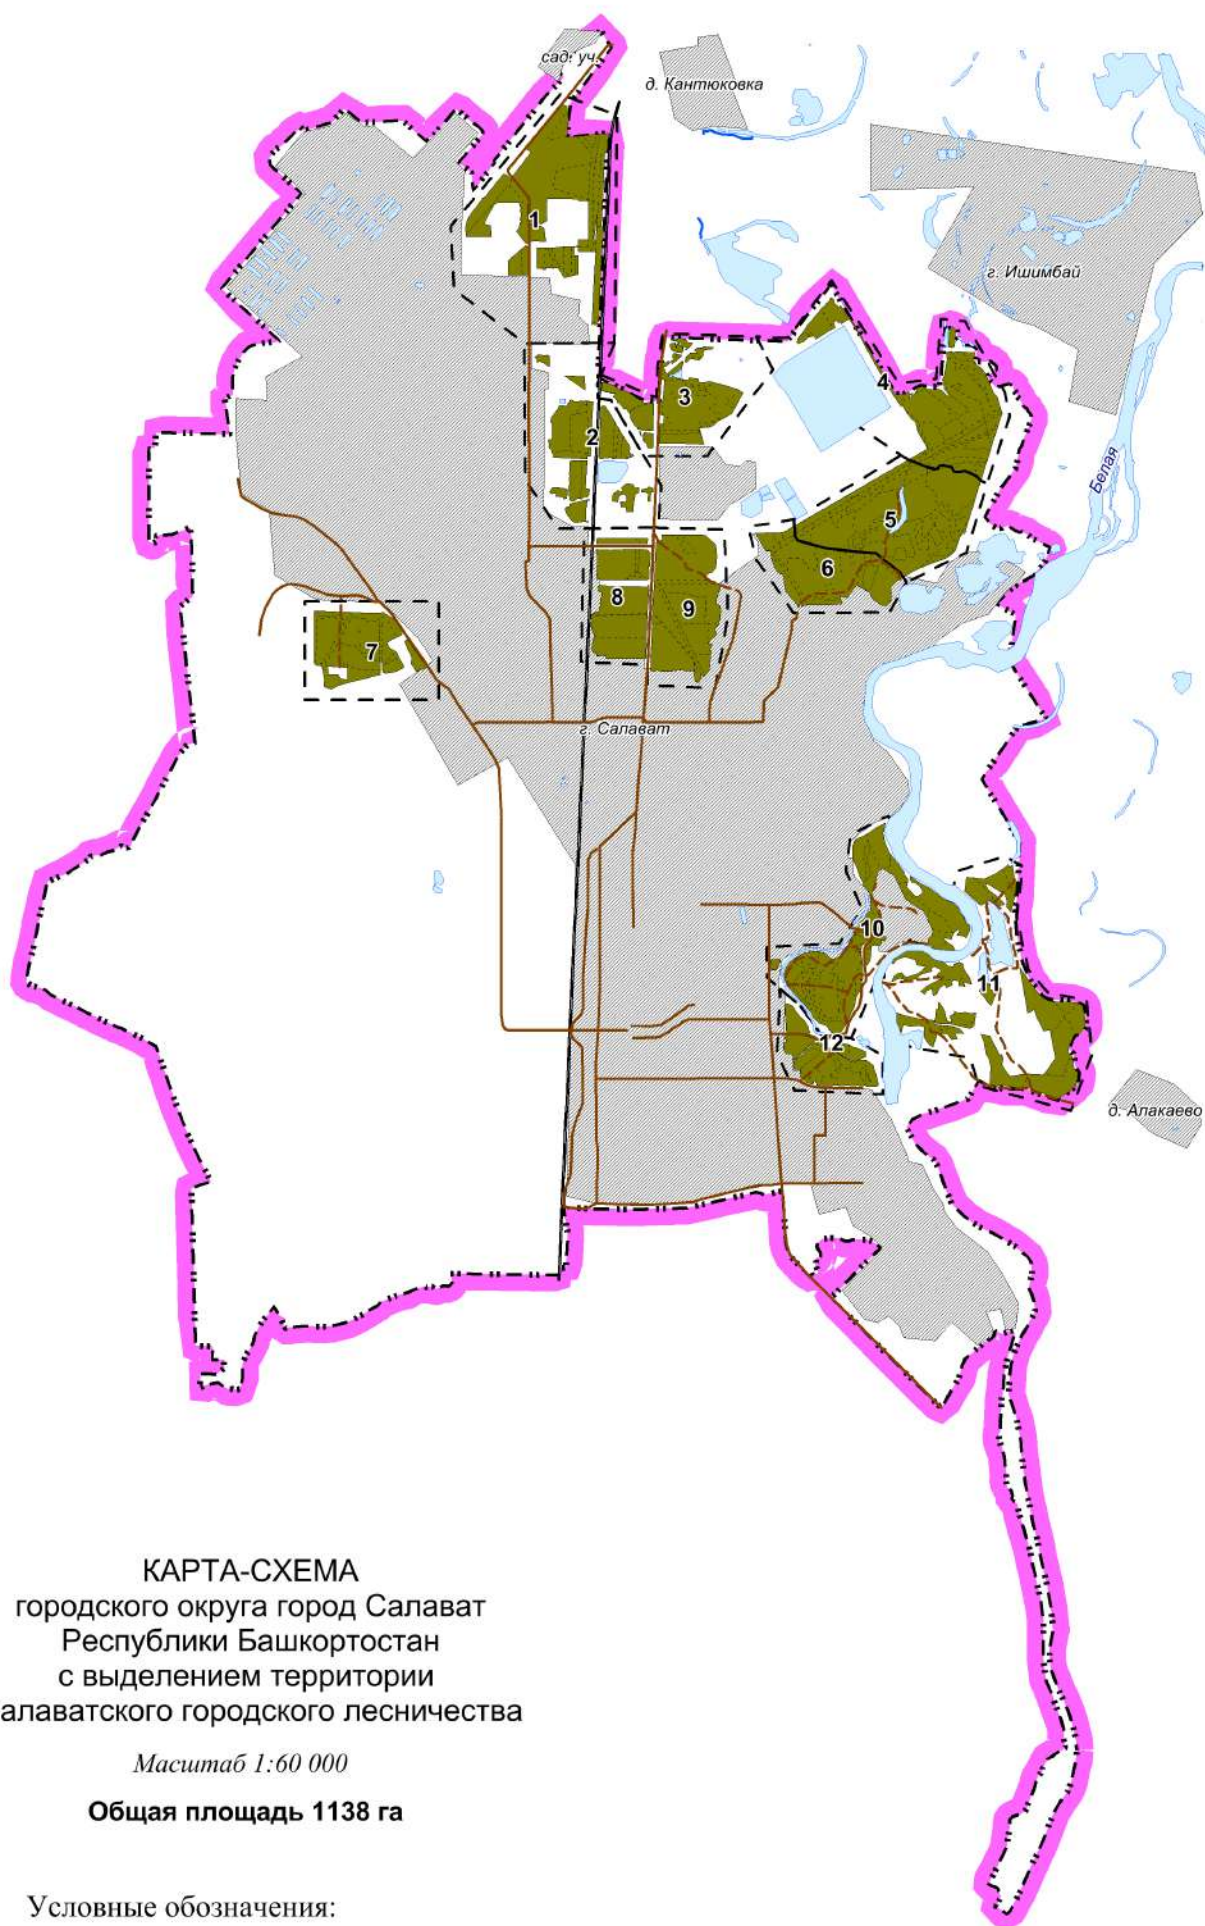 сад. уч.
д. Кантюковка
г. Ишимбай
1
2
3
4
5
6
7
8
9
Белая
г. Салават
10
11
12
д. Алакаево
КАРТА-СХЕМА
городского округа город Салават
Республики Башкортостан
с выделением территории
алаватского городского лесничества
Масштаб 1:60 000
Общая площадь 1138 га
Условные обозначения: